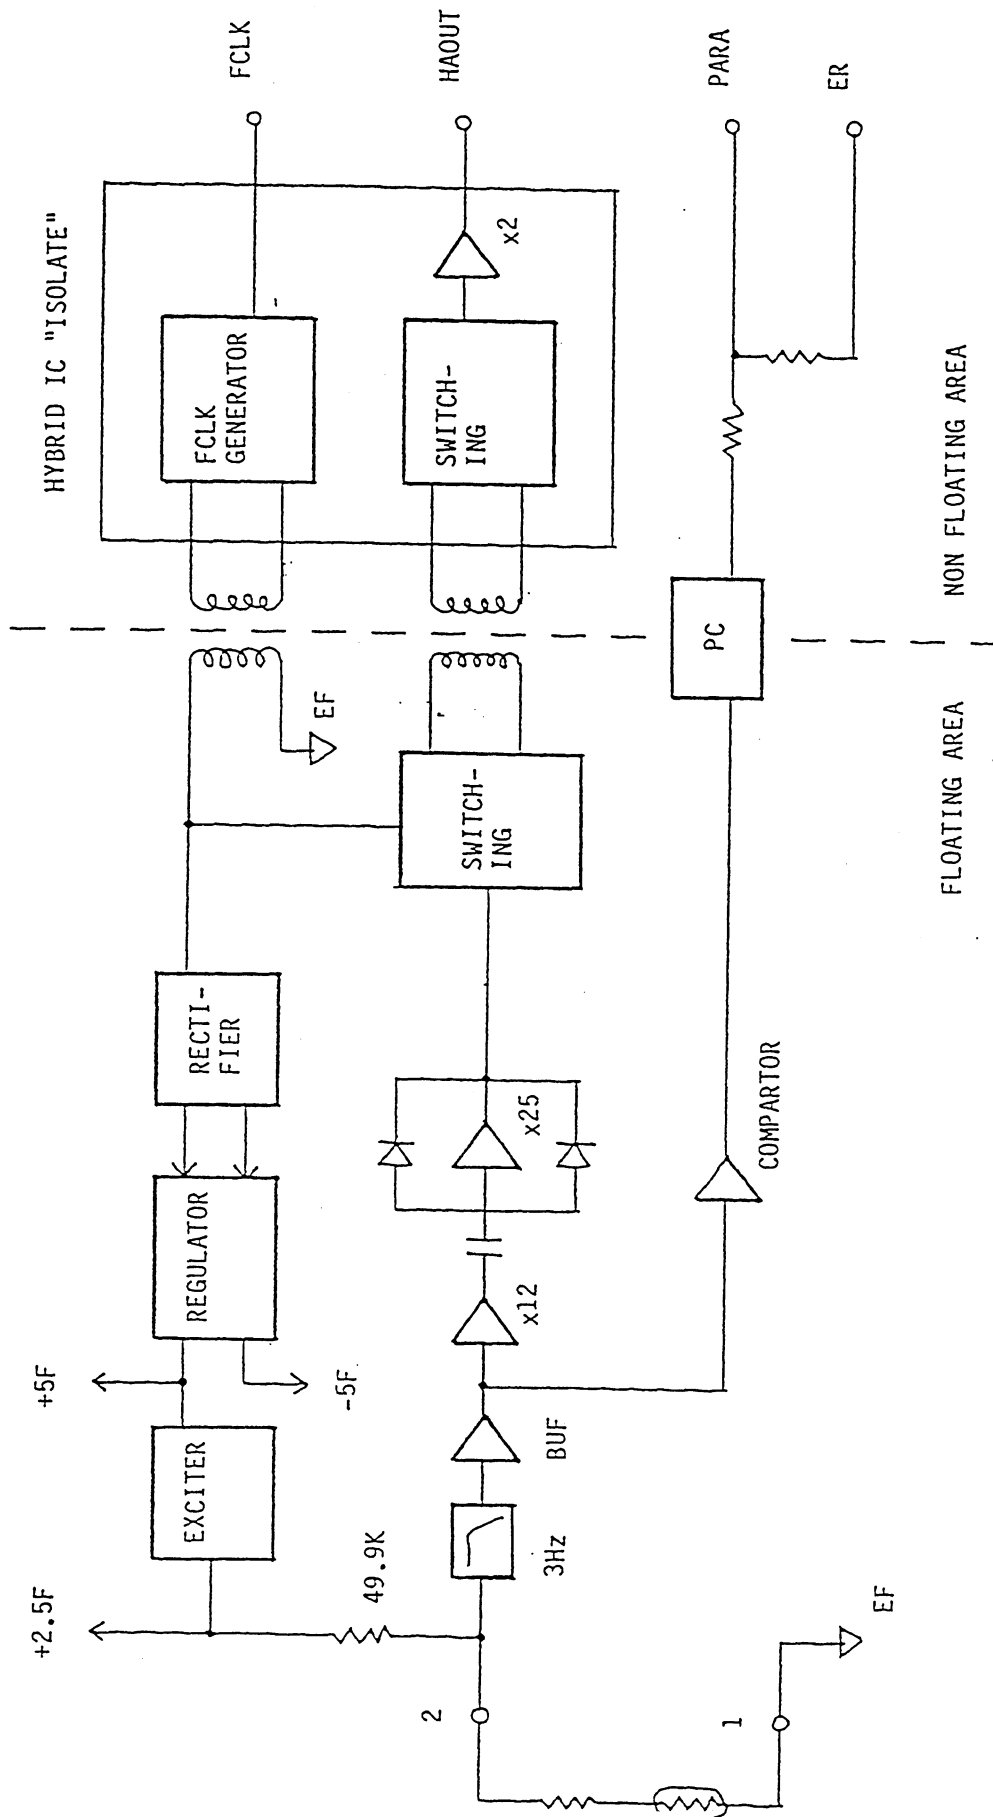 HYBRID IC "ISOLATE"
FCLK
HAOUT
PARA
ER
FCLK
GENERATOR
SWITCH-
ING
x2
NON FLOATING AREA
PC
EF
SWITCH-
ING
FLOATING AREA
RECTI-
FIER
x25
COMPARTOR
REGULATOR
x12
+5F
-5F
BUF
EXCITER
3Hz
49.9K
+2.5F
EF
2
1